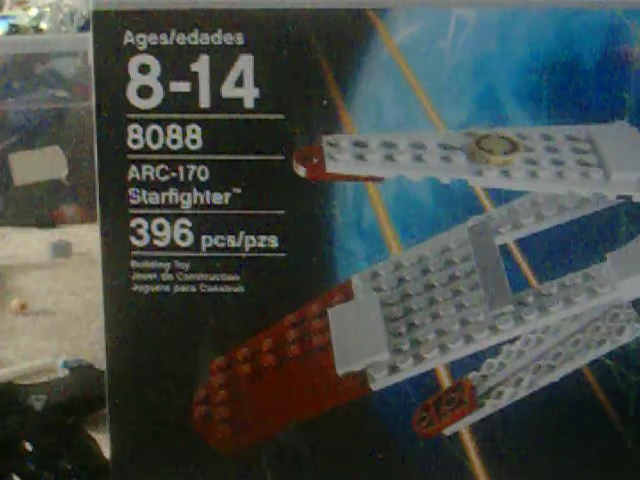 Ages/edades
8-14
8088
ARC-170
Starfighter™
396 pcs/pzs
Building Toy
Jouet de Construction
Juguete para Construir